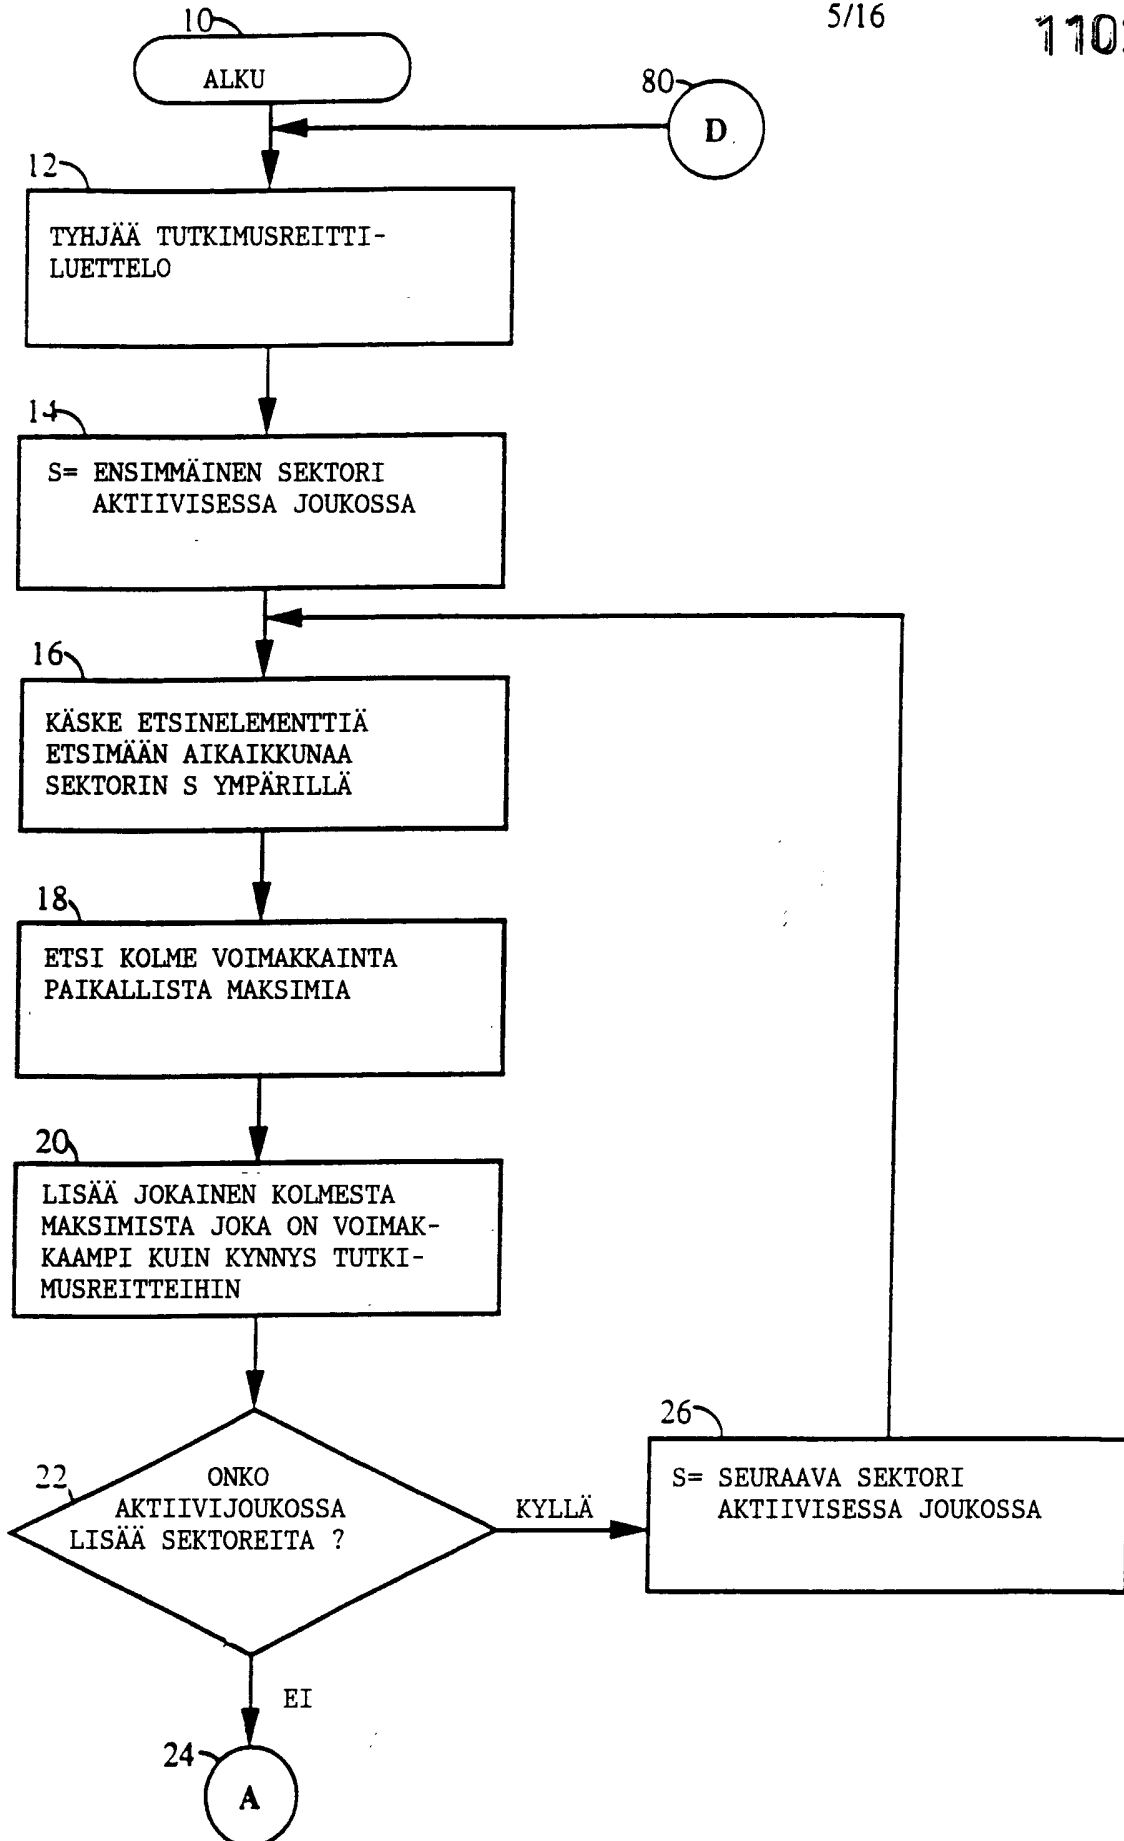 5/16
110
10
ALKU
80
D
12
TYHJÄÄ TUTKIMUSREITTI-
LUETTELO
14
S= ENSIMMÄINEN SEKTORI
AKTIIVISESSA JOUKOSSA
16
KÄSKE ETSINELEMENTTIÄ
ETSIMÄÄN AIKAIKKUNAA
SEKTORIN S YMPÄRILLÄ
18
ETSI KOLME VOIMAKKAINTA
PAIKALLISTA MAKSIMIA
20
LISÄÄ JOKAINEN KOLMESTA
MAKSIMISTA JOKA ON VOIMAK-
KAAMPI KUIN KYNNYS TUTKI-
MUSREITTEIHIN
22
ONKO
AKTIIVIJOUKOSSA
LISÄÄ SEKTOREITA ?
KYLLÄ
26
S= SEURAAVA SEKTORI
AKTIIVISESSA JOUKOSSA
EI
24
A